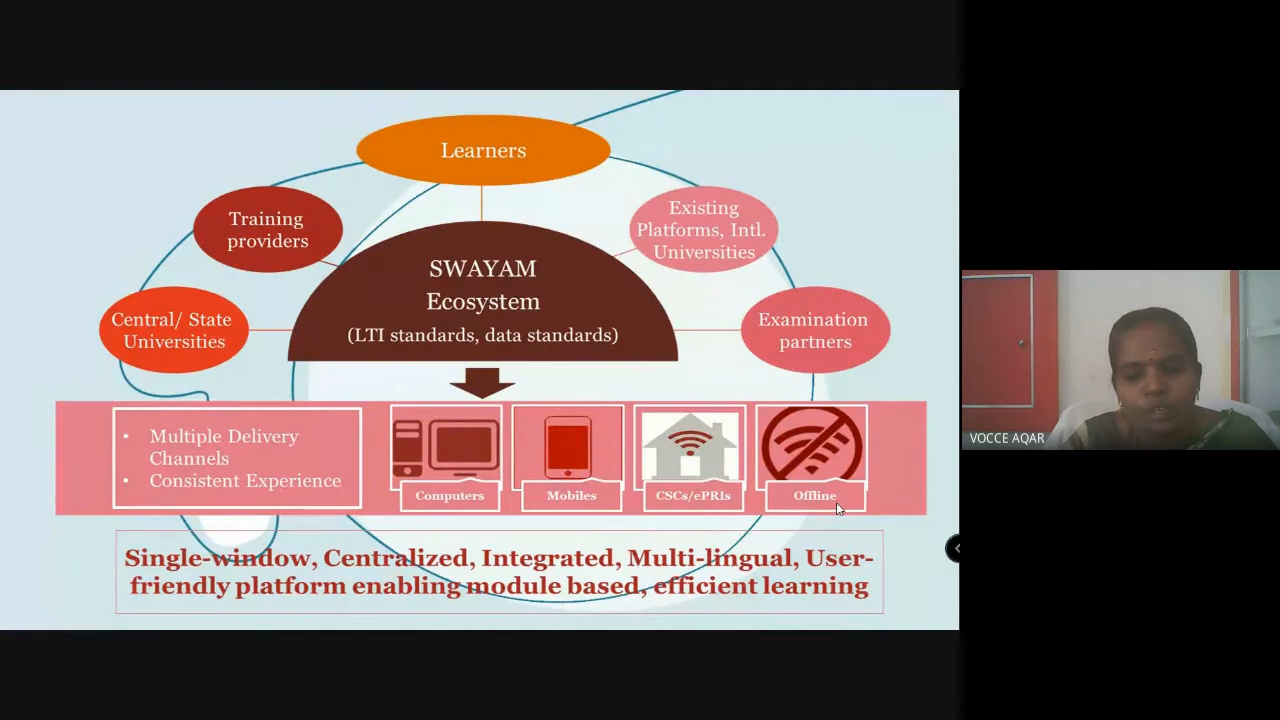 Learners
Training
providers
Existing
Platforms, Intl.
Universities
SWAYAM
Ecosystem
(LTI standards, data standards)
Central/ State
Universities
Examination
partners
• Multiple Delivery
Channels
• Consistent Experience
Computers
Mobiles
CSCs/ePRIs
Offline
Single-window, Centralized, Integrated, Multi-lingual, User-
friendly platform enabling module based, efficient learning
VOCCE AQAR